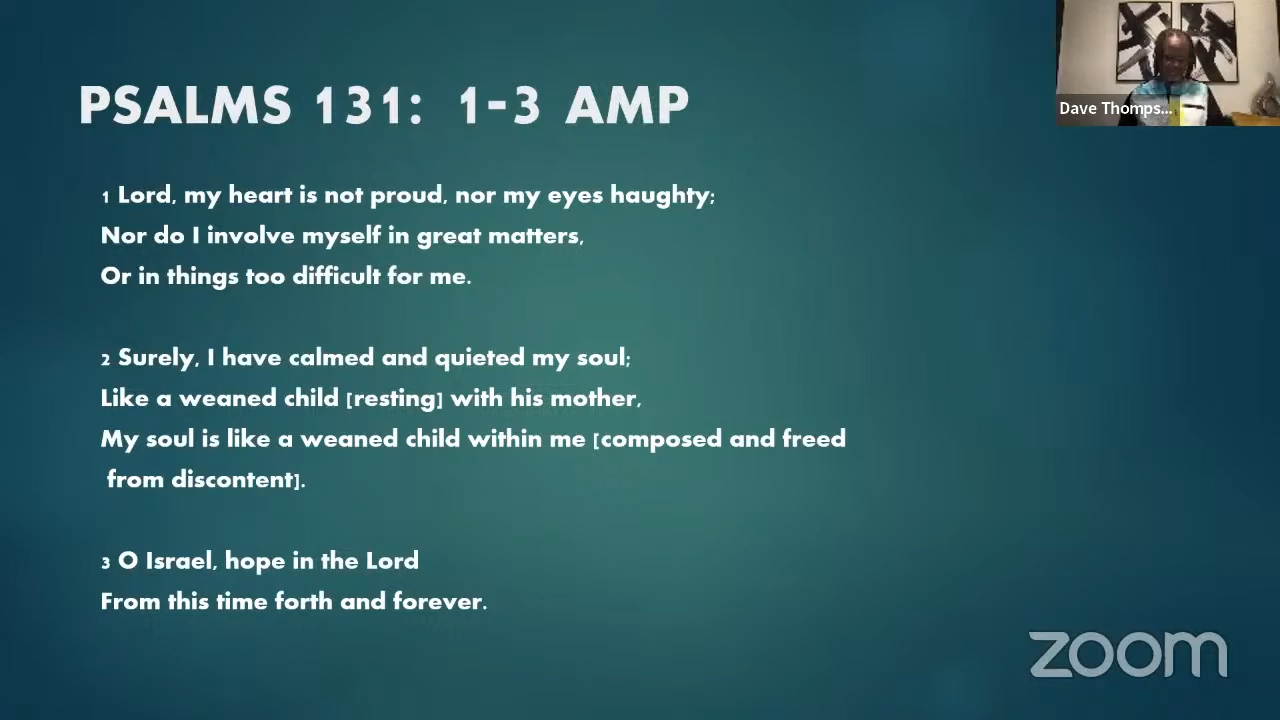 PSALMS 131: 1-3 AMP
Dave Thomps...
1 Lord, my heart is not proud, nor my eyes haughty;
Nor do I involve myself in great matters,
Or in things too difficult for me.
2 Surely, I have calmed and quieted my soul;
Like a weaned child [resting] with his mother,
My soul is like a weaned child within me [composed and freed
from discontent].
3 O Israel, hope in the Lord
From this time forth and forever.
zoom